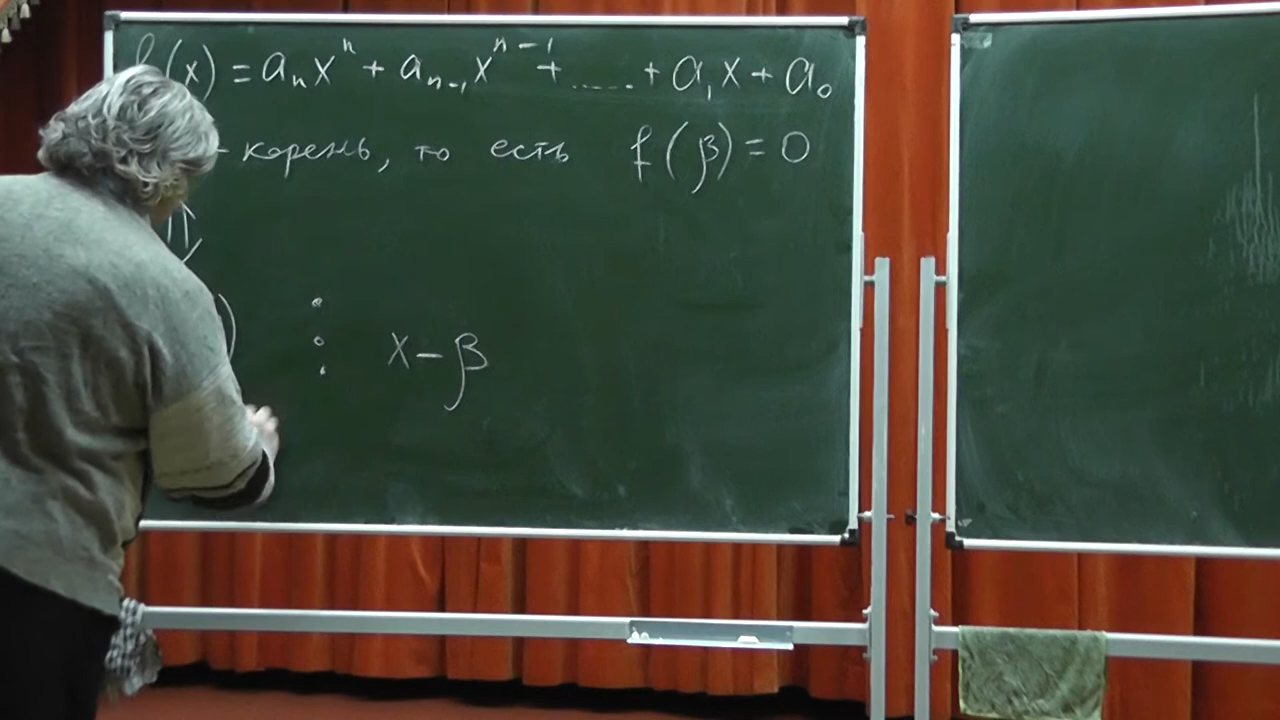 f(x) = aₙxⁿ + aₙ₋₁xⁿ⁻¹ + ..... + a₁x + a₀
- корень, то есть f(β) = 0
⇓
) ⋮ x - β